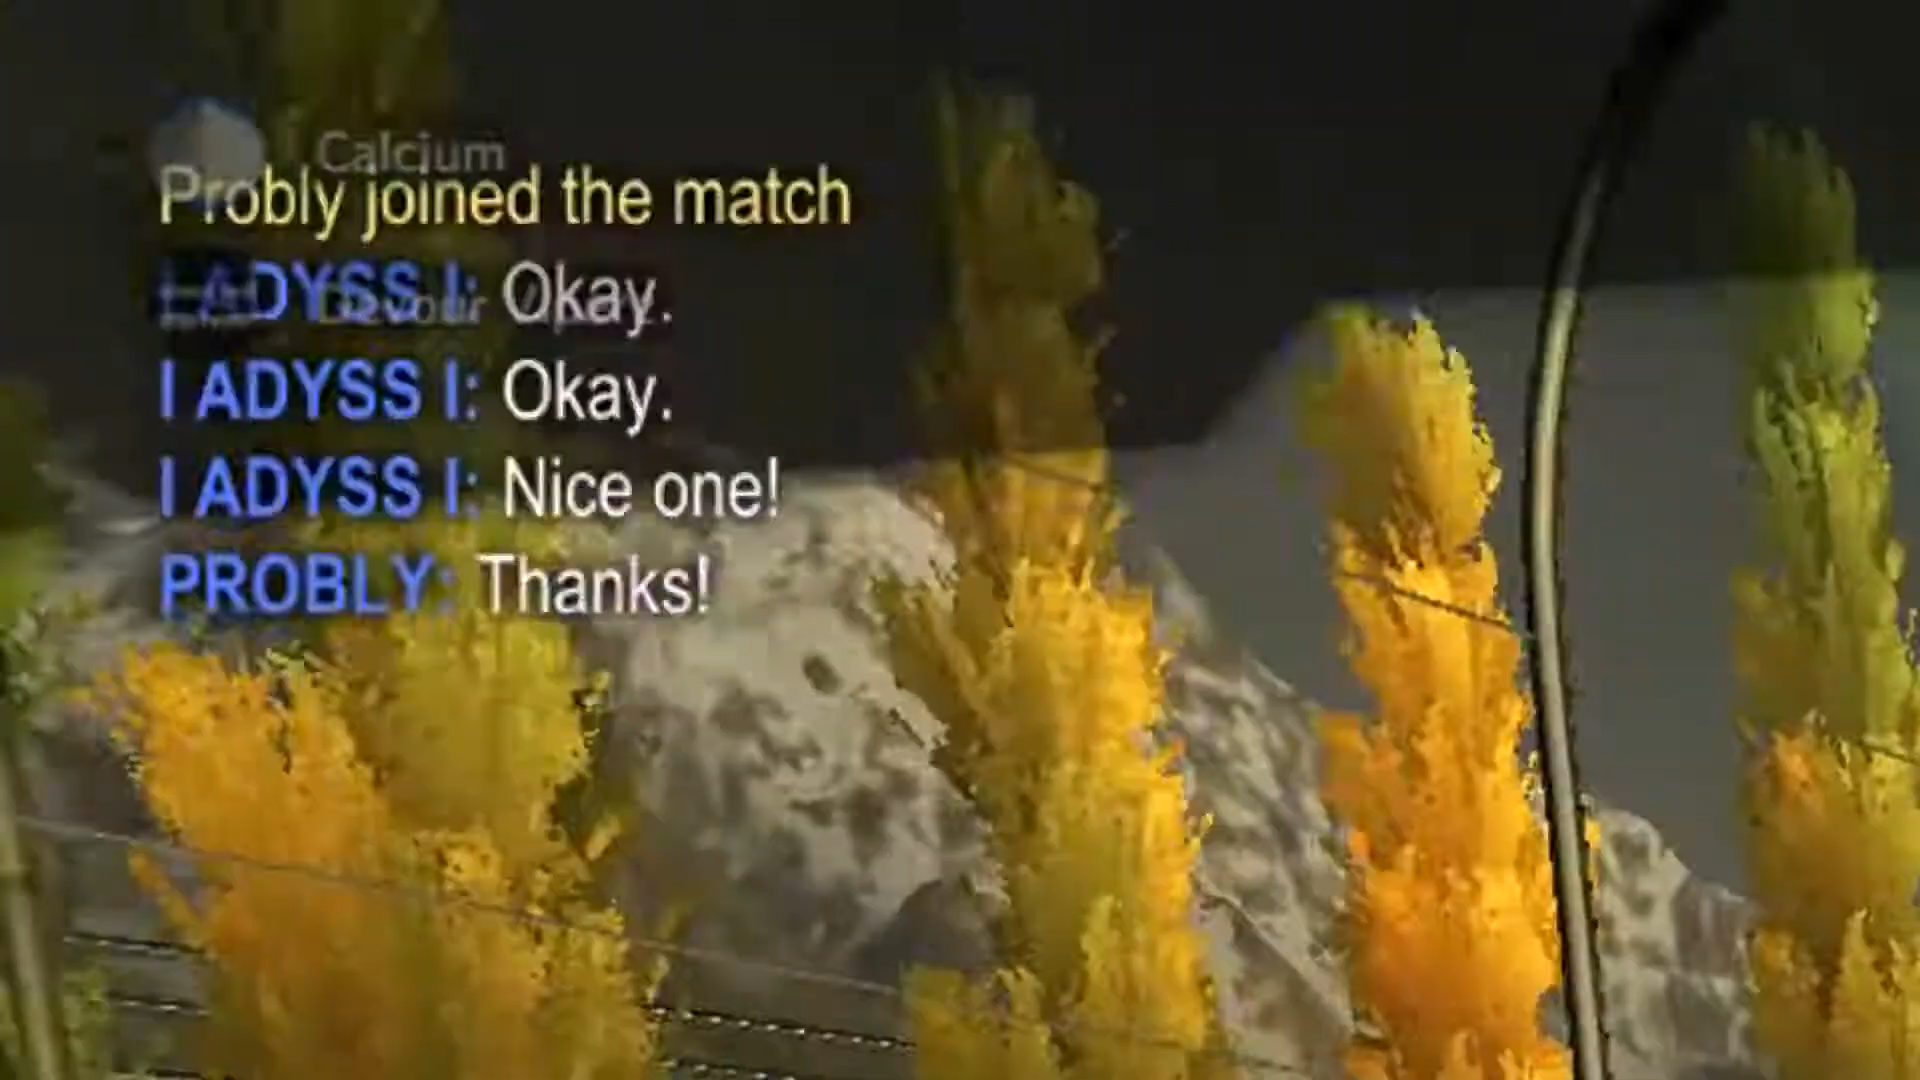 Calcium
Probly joined the match
I ADYSS I: Okay.
I ADYSS I: Okay.
I ADYSS I: Nice one!
PROBLY: Thanks!